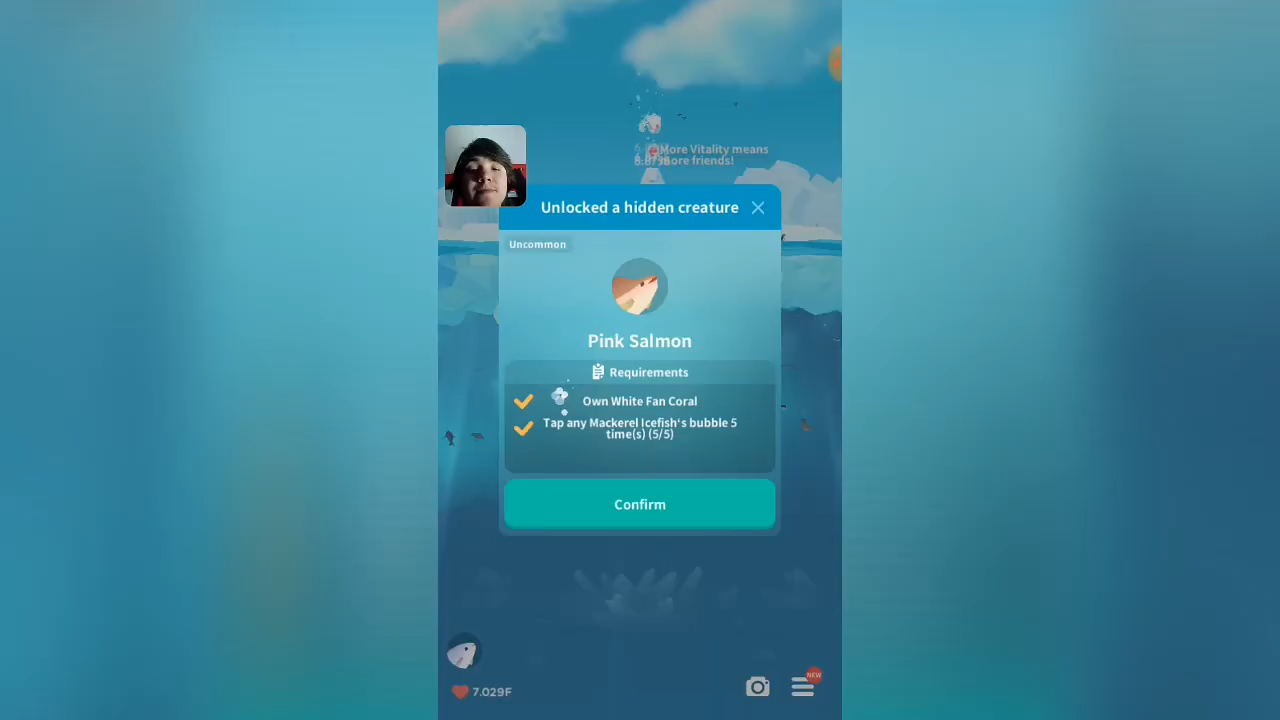 More Vitality means
more friends!
Unlocked a hidden creature
Uncommon
Pink Salmon
Requirements
Own White Fan Coral
Tap any Mackerel Icefish's bubble 5
time(s) (5/5)
Confirm
NEW
7.029F